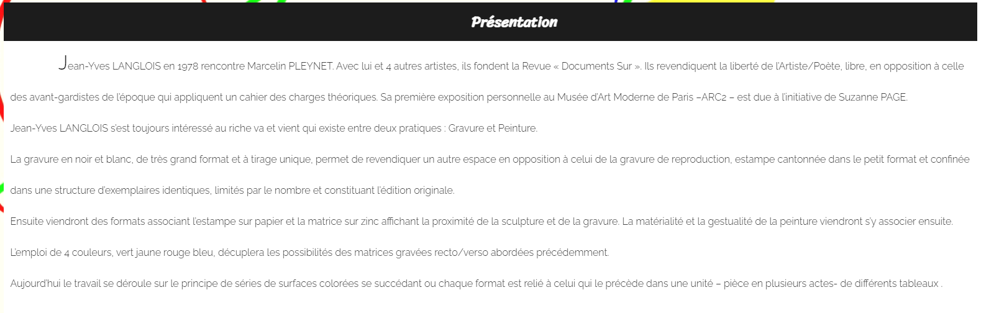 Présentation
Jean-Yves LANGLOIS en 1978 rencontre Marcelin PLEYNET. Avec lui et 4 autres artistes, ils fondent la Revue « Documents Sur ». Ils revendiquent la liberté de l'Artiste/Poète, libre, en opposition à celle
des avant-gardistes de l'époque qui appliquent un cahier des charges théoriques. Sa première exposition personnelle au Musée d'Art Moderne de Paris –ARC2 – est due à l'initiative de Suzanne PAGE.
Jean-Yves LANGLOIS s'est toujours intéressé au riche va et vient qui existe entre deux pratiques : Gravure et Peinture.
La gravure en noir et blanc, de très grand format et à tirage unique, permet de revendiquer un autre espace en opposition à celui de la gravure de reproduction, estampe cantonnée dans le petit format et confinée
dans une structure d'exemplaires identiques, limités par le nombre et constituant l'édition originale.
Ensuite viendront des formats associant l'estampe sur papier et la matrice sur zinc affichant la proximité de la sculpture et de la gravure. La matérialité et la gestualité de la peinture viendront s'y associer ensuite.
L'emploi de 4 couleurs, vert jaune rouge bleu, décuplera les possibilités des matrices gravées recto/verso abordées précédemment.
Aujourd'hui le travail se déroule sur le principe de séries de surfaces colorées se succédant ou chaque format est relié à celui qui le précède dans une unité – pièce en plusieurs actes- de différents tableaux .